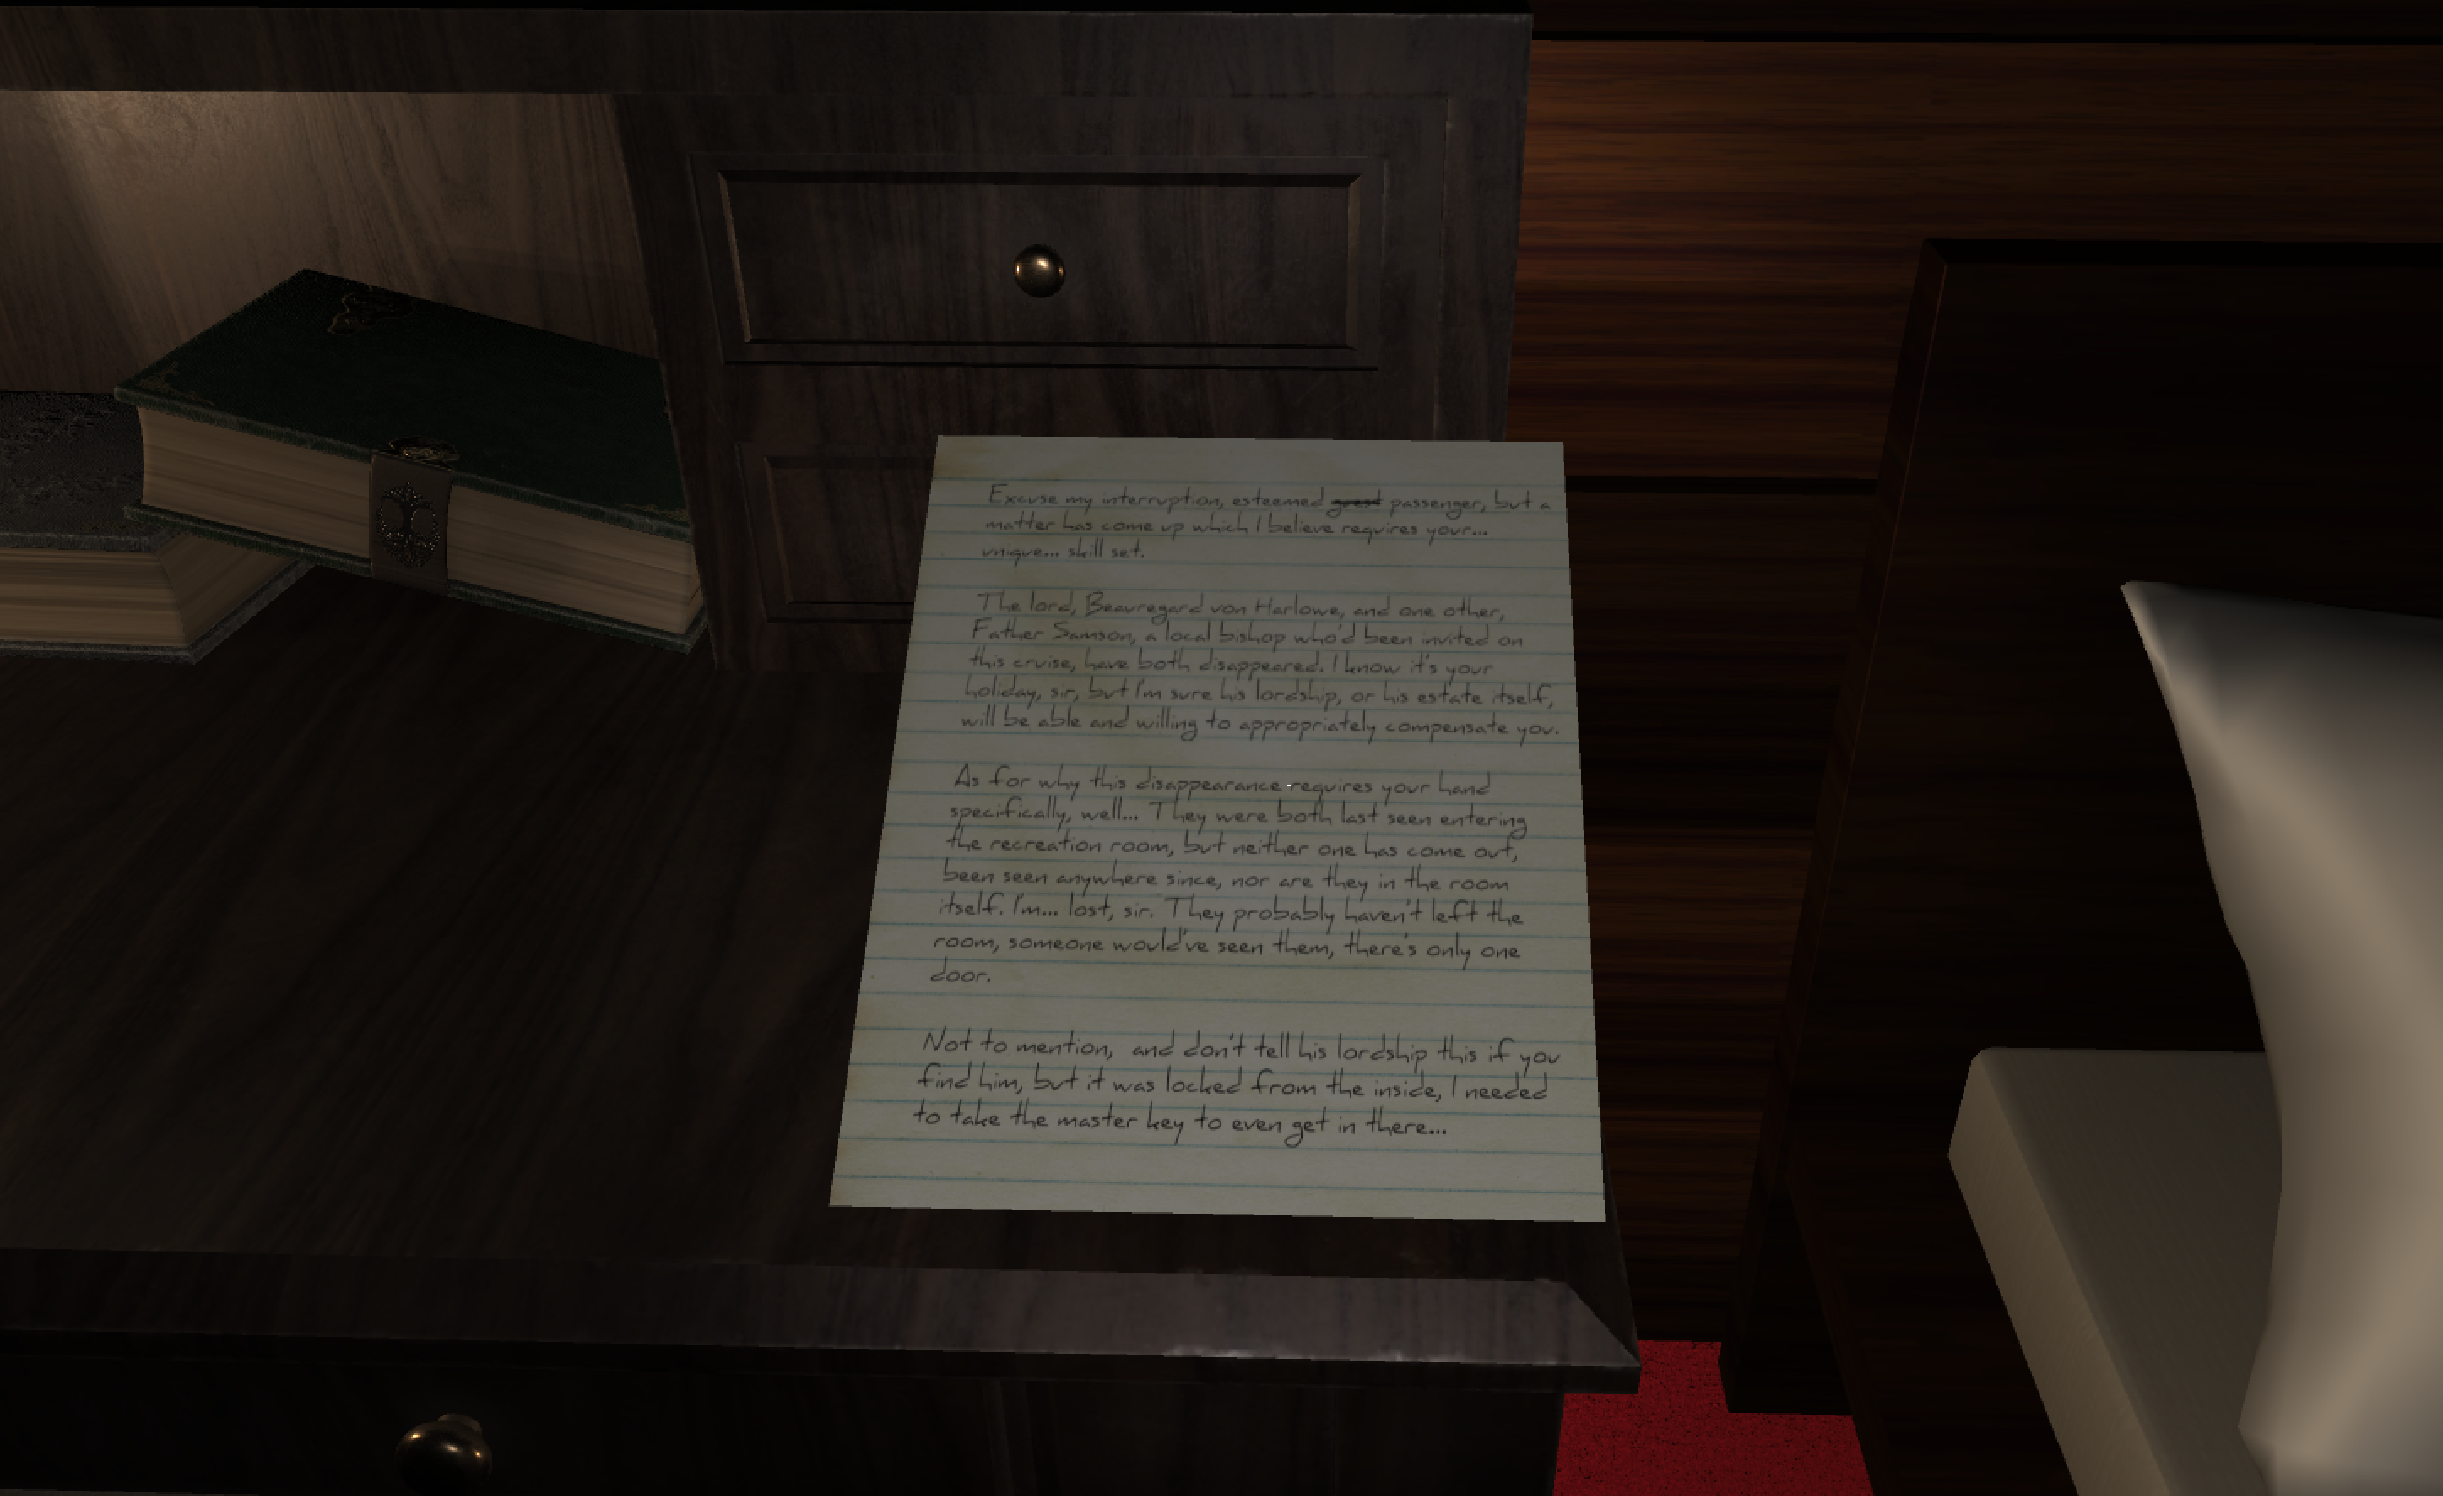 Excuse my interruption, esteemed guest passenger, but a
matter has come up which I believe requires your...
unique... skill set.
The lord, Beauregard von Harlowe, and one other,
Father Samson, a local bishop who'd been invited on
this cruise, have both disappeared. I know it's your
holiday, sir, but I'm sure his lordship, or his estate itself,
will be able and willing to appropriately compensate you.
As for why this disappearance requires your hand
specifically, well... They were both last seen entering
the recreation room, but neither one has come out,
been seen anywhere since, nor are they in the room
itself. I'm... lost, sir. They probably haven't left the
room, someone would've seen them, there's only one
door.
Not to mention, and don't tell his lordship this if you
find him, but it was locked from the inside, I needed
to take the master key to even get in there...